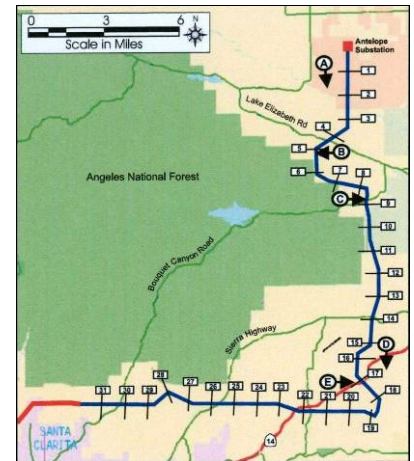 0 3 6
Scale in Miles
N
Antelope
Substation
A
1
2
3
Lake Elizabeth Rd
4
5
B
6
7
8
Angeles National Forest
C
9
10
11
Bouquet Canyon Road
12
13
14
Sierra Highway
15
D
16
17
28
E
31
30
29
27
26
25
24
23
22
21
20
18
19
SANTA
CLARITA
14